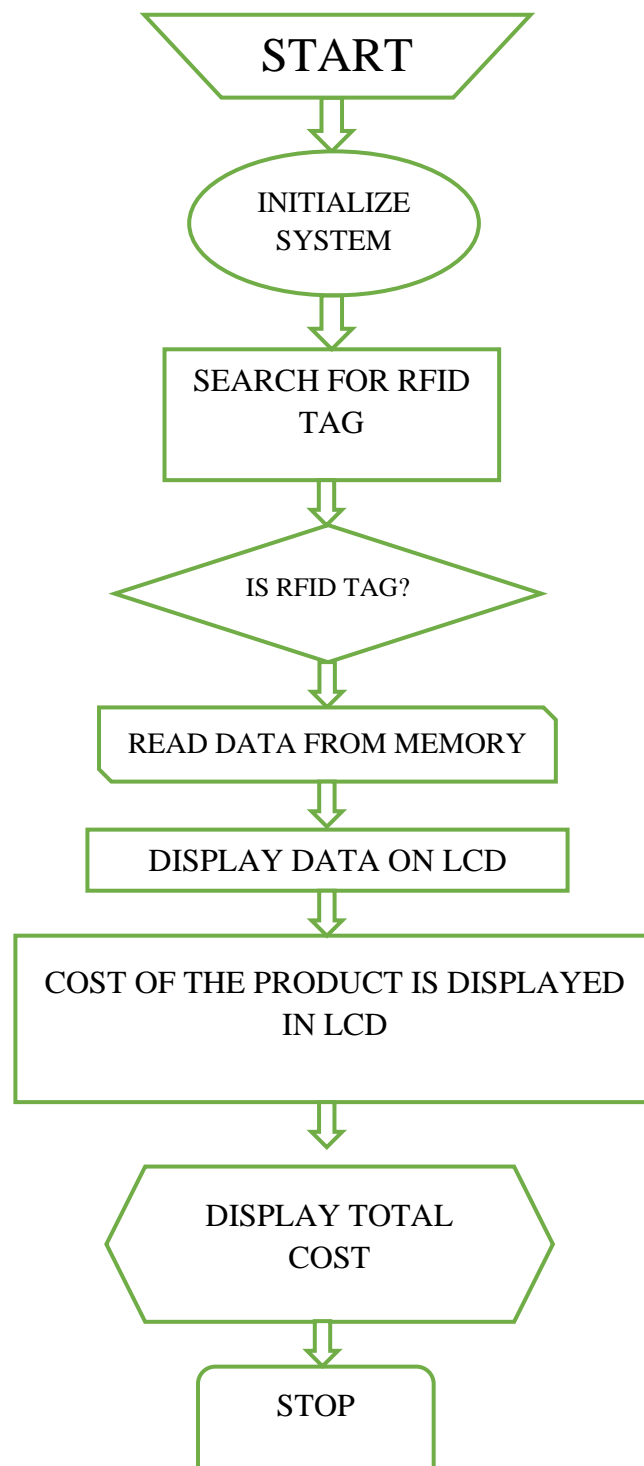 START
INITIALIZE
SYSTEM
SEARCH FOR RFID
TAG
IS RFID TAG?
READ DATA FROM MEMORY
DISPLAY DATA ON LCD
COST OF THE PRODUCT IS DISPLAYED
IN LCD
DISPLAY TOTAL
COST
STOP